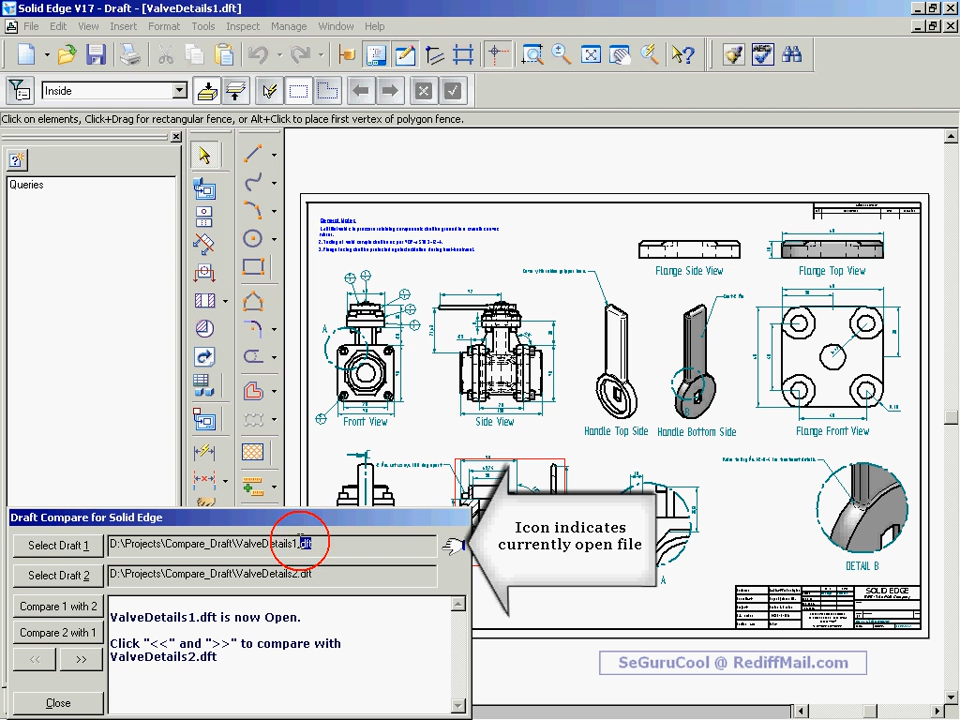 Solid Edge V17 - Draft - [ValveDetails1.dft]
File Edit View Insert Format Tools Inspect Manage Window Help
Inside
Click on elements, Click+Drag for rectangular fence, or Alt+Click to place first vertex of polygon fence.
Queries
General Notes
Flange Side View
Flange Top View
Front View
Side View
Handle Top Side
Handle Bottom Side
Flange Front View
A
B
DETAIL B
A
SOLID EDGE
Icon indicates
currently open file
Draft Compare for Solid Edge
Select Draft 1
D:\Projects\Compare_Draft\ValveDetails1.dft
Select Draft 2
D:\Projects\Compare_Draft\ValveDetails2.dft
Compare 1 with 2
Compare 2 with 1
<<
>>
Close
ValveDetails1.dft is now Open.
Click "<<" and ">>" to compare with
ValveDetails2.dft
SeGuruCool @ RediffMail.com